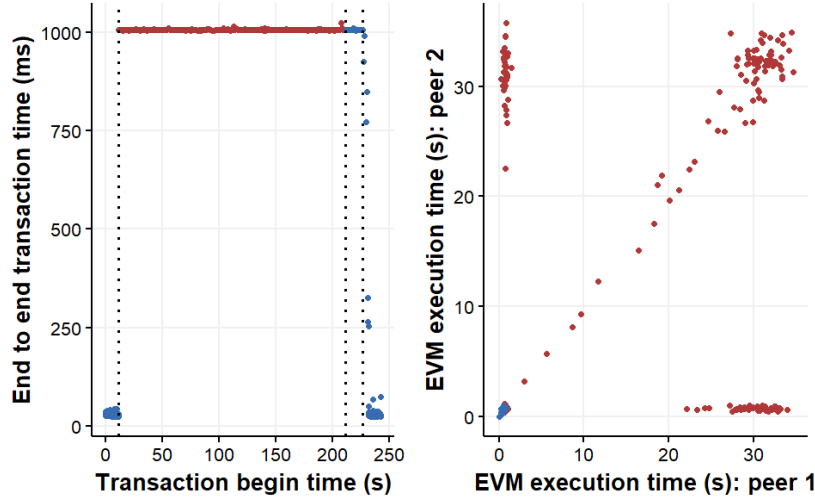 End to end transaction time (ms)
1000
750
500
250
0
0 50 100 150 200 250
Transaction begin time (s)
EVM execution time (s): peer 2
30
20
10
0
0 10 20 30
EVM execution time (s): peer 1